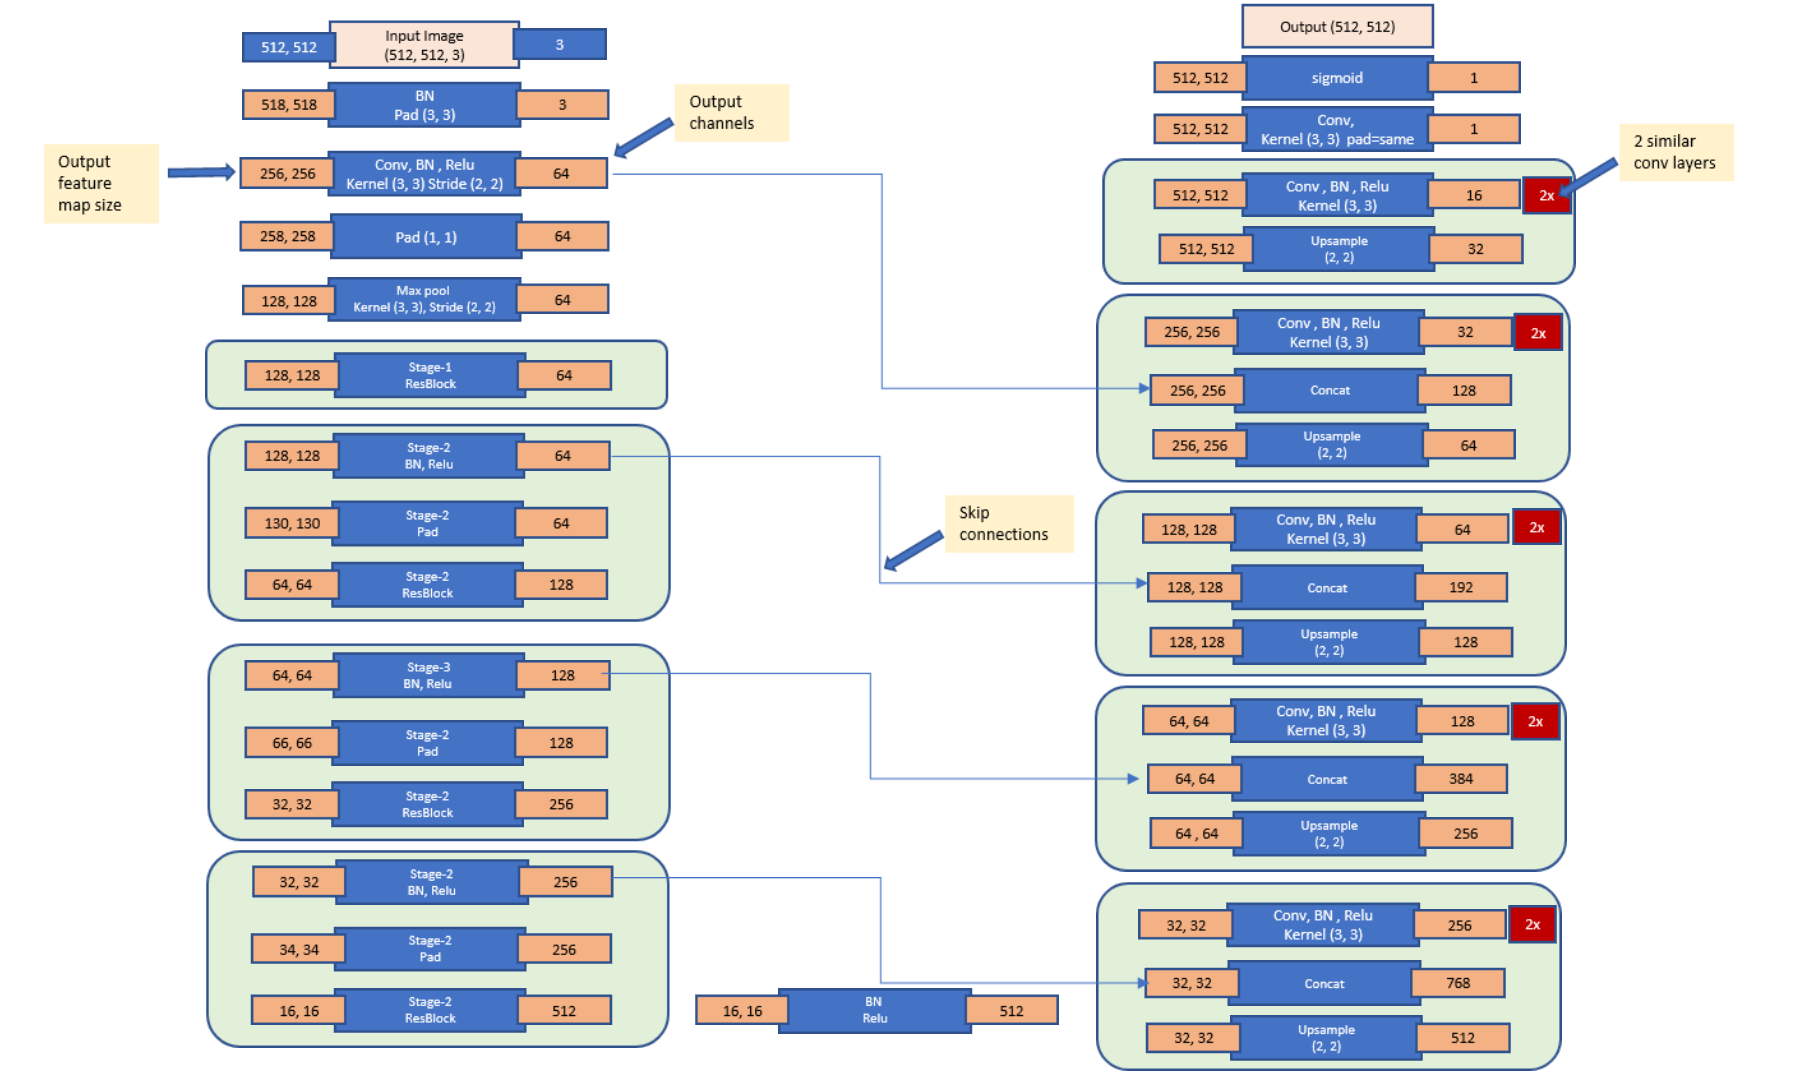 512, 512
Input Image
(512, 512, 3)
3
518, 518
BN
Pad (3, 3)
3
Output
channels
Output
feature
map size
256, 256
Conv, BN , Relu
Kernel (3, 3) Stride (2, 2)
64
258, 258
Pad (1, 1)
64
128, 128
Max pool
Kernel (3, 3), Stride (2, 2)
64
128, 128
Stage-1
ResBlock
64
128, 128
Stage-2
BN, Relu
64
130, 130
Stage-2
Pad
64
64, 64
Stage-2
ResBlock
128
64, 64
Stage-3
BN, Relu
128
66, 66
Stage-2
Pad
128
32, 32
Stage-2
ResBlock
256
32, 32
Stage-2
BN, Relu
256
34, 34
Stage-2
Pad
256
16, 16
Stage-2
ResBlock
512
16, 16
BN
Relu
512
Skip
connections
Output (512, 512)
512, 512
sigmoid
1
512, 512
Conv,
Kernel (3, 3) pad=same
1
2 similar
conv layers
512, 512
Conv , BN , Relu
Kernel (3, 3)
16
2x
512, 512
Upsample
(2, 2)
32
256, 256
Conv , BN , Relu
Kernel (3, 3)
32
2x
256, 256
Concat
128
256, 256
Upsample
(2, 2)
64
128, 128
Conv, BN , Relu
Kernel (3, 3)
64
2x
128, 128
Concat
192
128, 128
Upsample
(2, 2)
128
64, 64
Conv, BN , Relu
Kernel (3, 3)
128
2x
64, 64
Concat
384
64 , 64
Upsample
(2, 2)
256
32, 32
Conv, BN , Relu
Kernel (3, 3)
256
2x
32, 32
Concat
768
32, 32
Upsample
(2, 2)
512